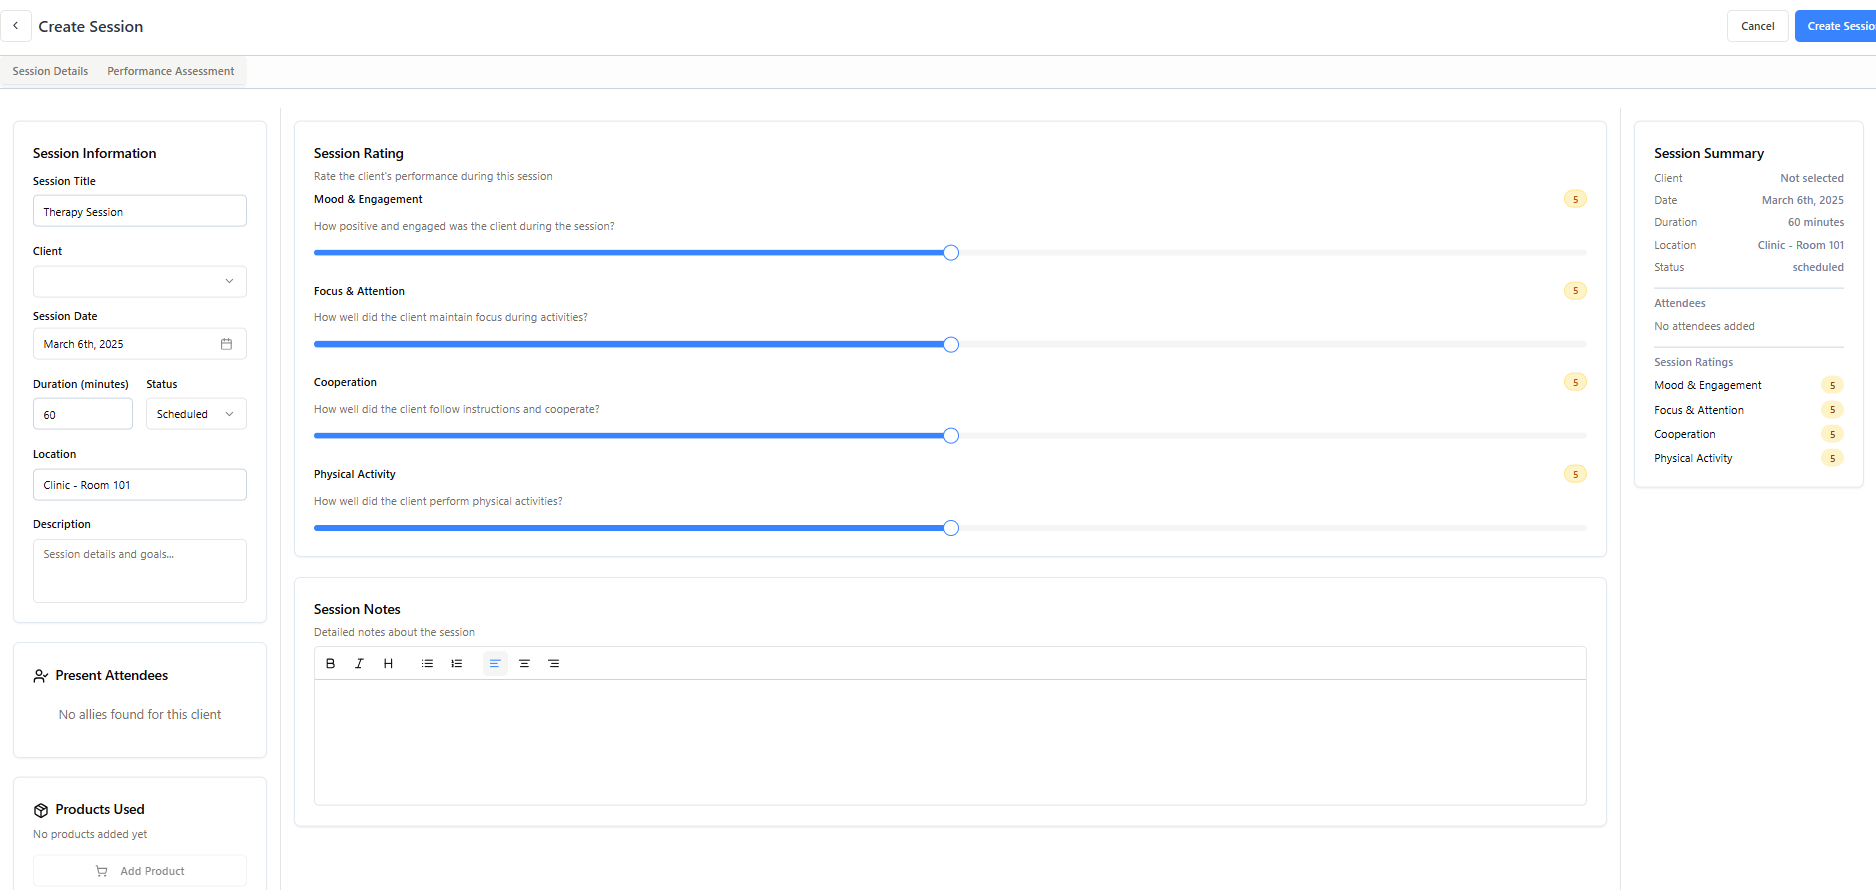 Create Session
Cancel
Create Sessio
Session Details
Performance Assessment
Session Information
Session Title
Therapy Session
Client
Session Date
March 6th, 2025
Duration (minutes)
Status
60
Scheduled
Location
Clinic - Room 101
Description
Session details and goals...
Present Attendees
No allies found for this client
Products Used
No products added yet
Add Product
Session Rating
Rate the client's performance during this session
Mood & Engagement
5
How positive and engaged was the client during the session?
Focus & Attention
5
How well did the client maintain focus during activities?
Cooperation
5
How well did the client follow instructions and cooperate?
Physical Activity
5
How well did the client perform physical activities?
Session Notes
Detailed notes about the session
B I H
Session Summary
Client Not selected
Date March 6th, 2025
Duration 60 minutes
Location Clinic - Room 101
Status scheduled
Attendees
No attendees added
Session Ratings
Mood & Engagement 5
Focus & Attention 5
Cooperation 5
Physical Activity 5